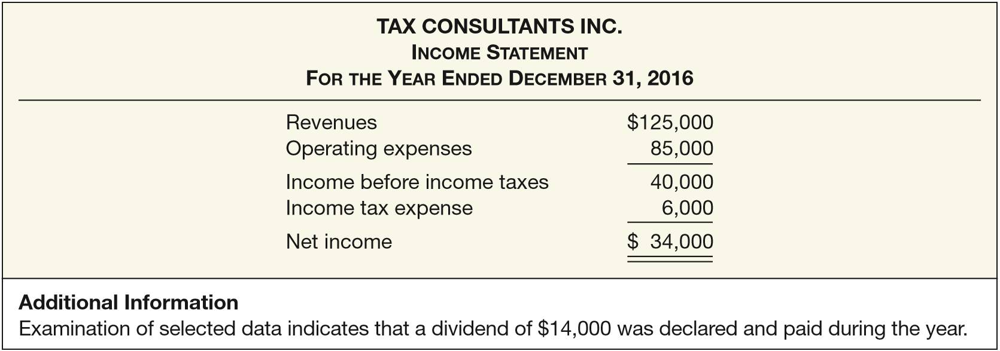 TAX CONSULTANTS INC.
INCOME STATEMENT
FOR THE YEAR ENDED DECEMBER 31, 2016
Revenues $125,000
Operating expenses 85,000
Income before income taxes 40,000
Income tax expense 6,000
Net income $ 34,000
Additional Information
Examination of selected data indicates that a dividend of $14,000 was declared and paid during the year.